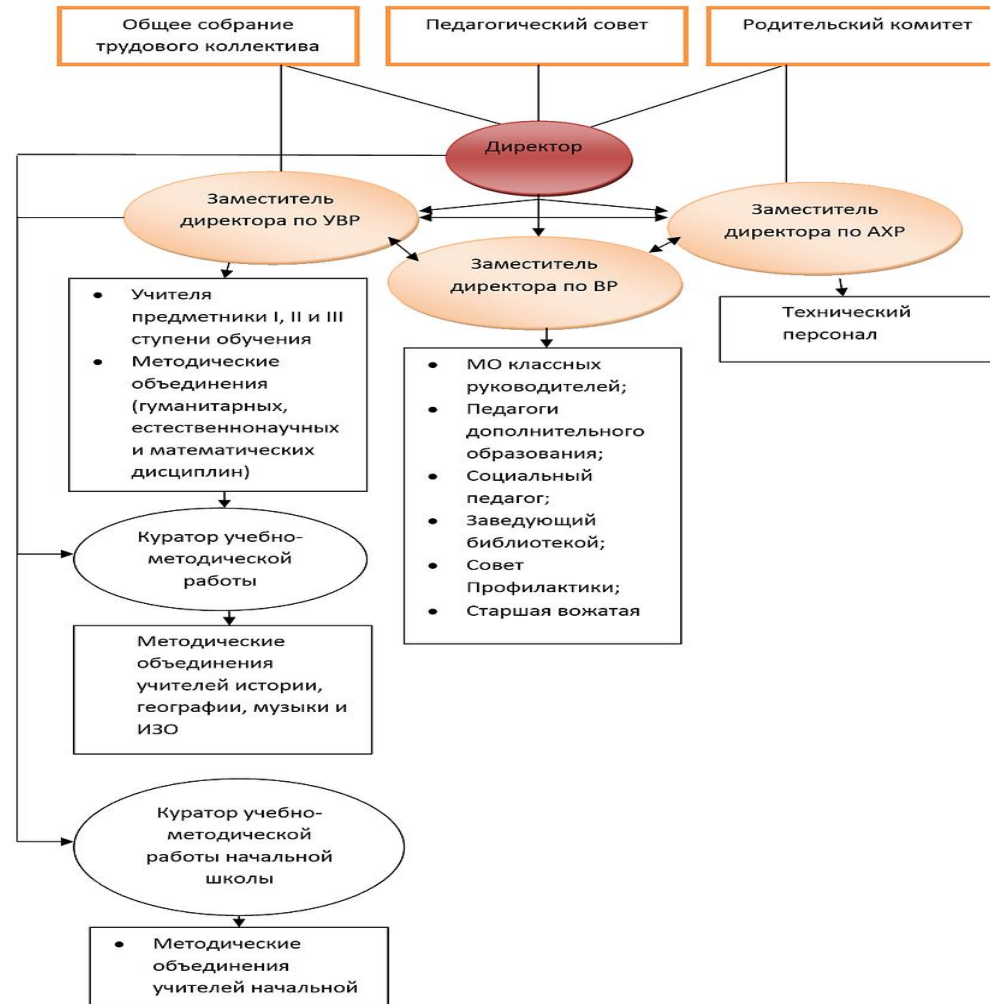 Общее собрание
трудового коллектива
Педагогический совет
Родительский комитет
Директор
Заместитель
директора по УВР
Заместитель
директора по ВР
Заместитель
директора по АХР
• Учителя
предметники I, II и III
ступени обучения
• Методические
объединения
(гуманитарных,
естественнонаучных
и математических
дисциплин)
• МО классных
руководителей;
• Педагоги
дополнительного
образования;
• Социальный
педагог;
• Заведующий
библиотекой;
• Совет
Профилактики;
• Старшая вожатая
Технический
персонал
Куратор учебно-
методической
работы
Методические
объединения
учителей истории,
географии, музыки и
ИЗО
Куратор учебно-
методической
работы начальной
школы
• Методические
объединения
учителей начальной